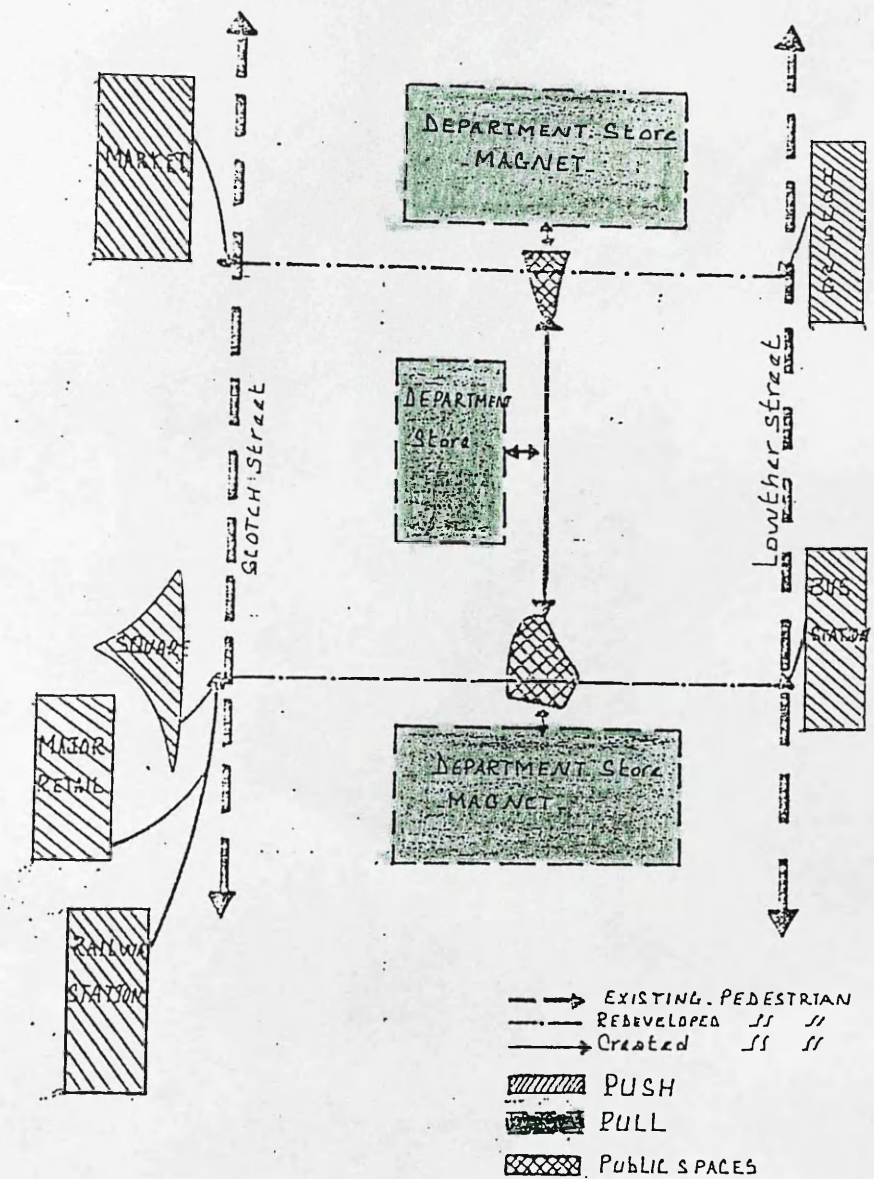 DEPARTMENT Store
MAGNET
MARKET
DEPARTMENT
Store
SCOTCH Street
Lowther Street
BUS
STATION
SQUARE
MAJOR
RETAIL
DEPARTMENT Store
MAGNET
RAILWA
STATION
EXISTING PEDESTRIAN
REDEVELOPED " "
Created " "
PUSH
PULL
PUBLIC SPACES